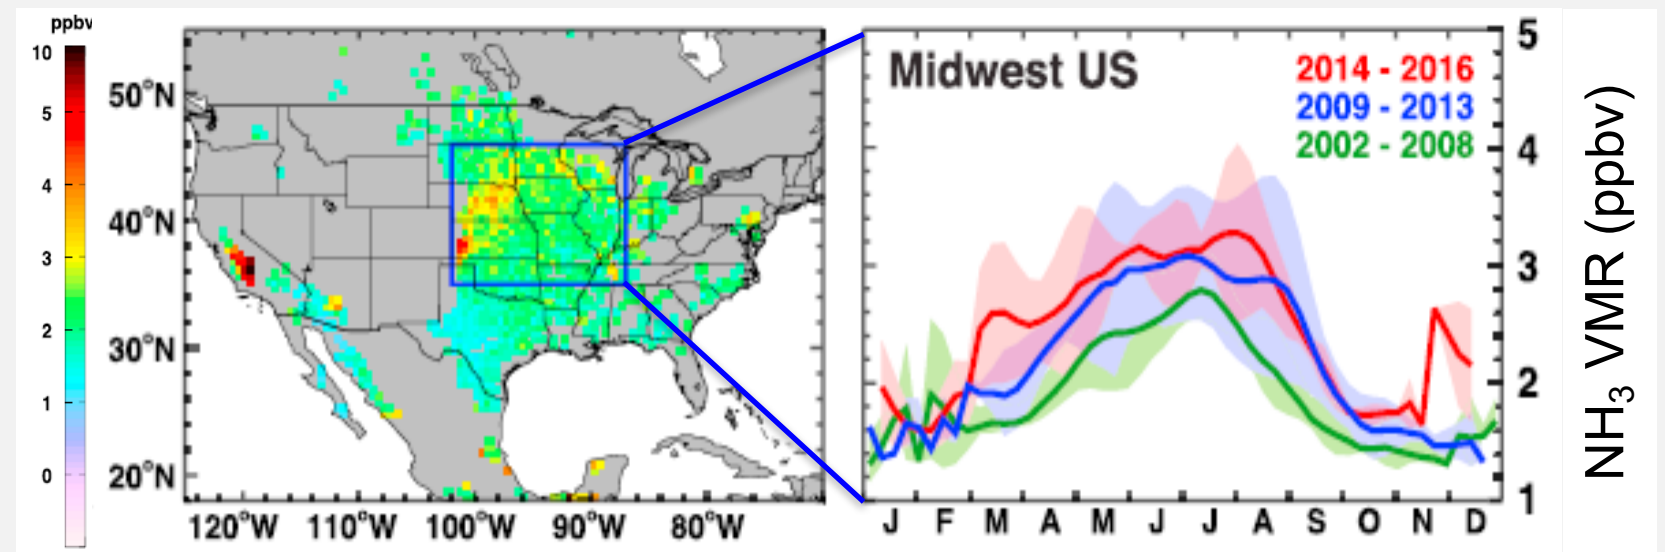 ppbv
10
5
4
3
2
1
0
50°N
40°N
30°N
20°N
120°W 110°W 100°W 90°W 80°W
Midwest US
2014 - 2016
2009 - 2013
2002 - 2008
5
4
3
2
1
J F M A M J J A S O N D
NH₃ VMR (ppbv)